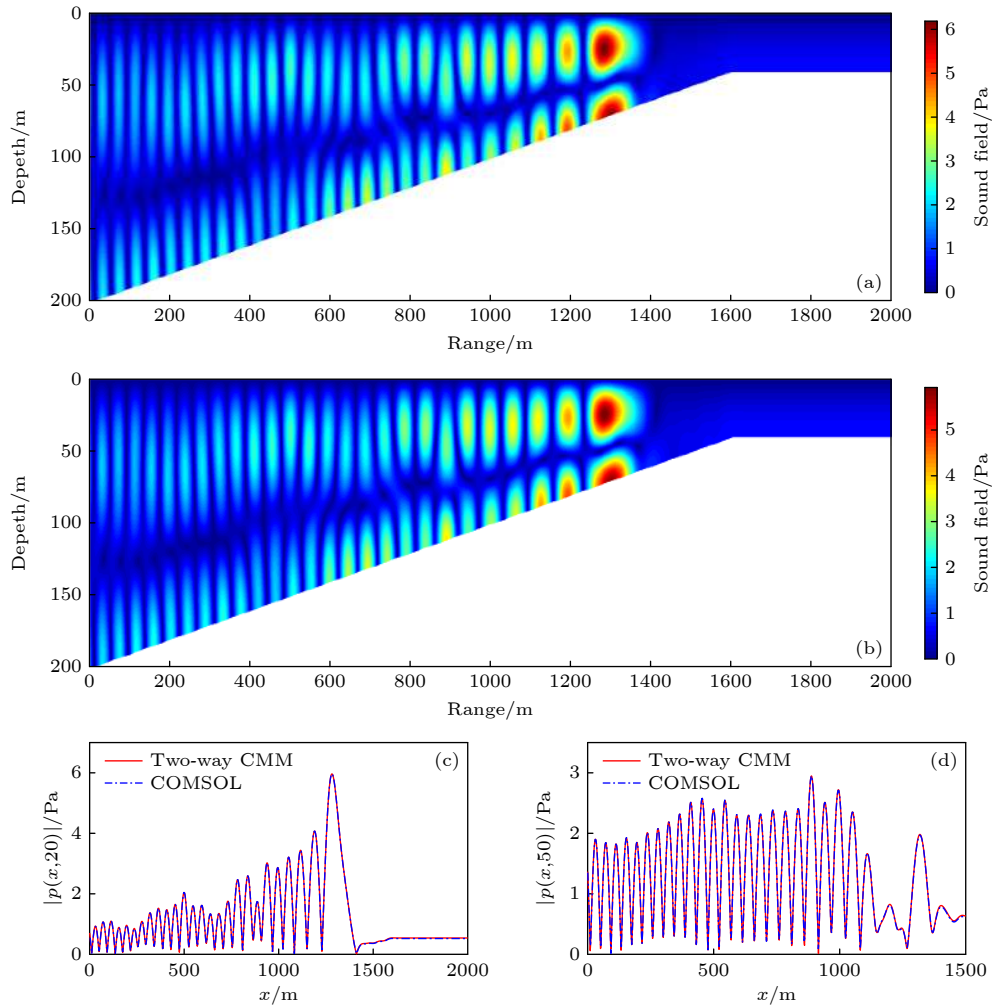 0
50
100
150
200
Depeth/m
0 200 400 600 800 1000 1200 1400 1600 1800 2000
Range/m
(a)
6
5
4
3
2
1
0
Sound field/Pa
0
50
100
150
200
Depeth/m
0 200 400 600 800 1000 1200 1400 1600 1800 2000
Range/m
(b)
5
4
3
2
1
0
Sound field/Pa
6
4
2
0
|p(x,20)|/Pa
Two-way CMM
COMSOL
(c)
0 500 1000 1500 2000
x/m
3
2
1
0
|p(x,50)|/Pa
Two-way CMM
COMSOL
(d)
0 500 1000 1500
x/m